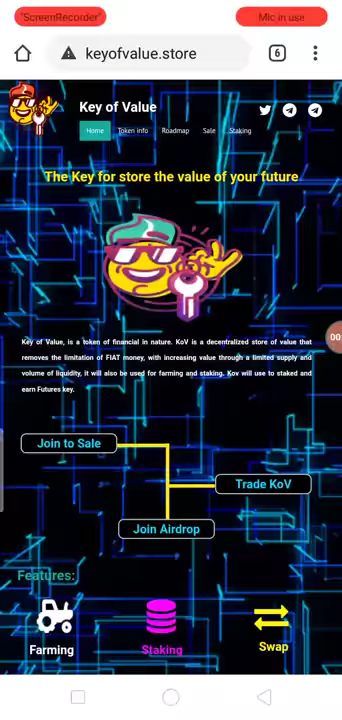 "ScreenRecorder"
Mic in use
keyofvalue.store
6
Key of Value
Home Token info Roadmap Sale Staking
The Key for store the value of your future
00
Key of Value, is a token of financial in nature. KoV is a decentralized store of value that
removes the limitation of FIAT money, with increasing value through a limited supply and
volume of liquidity, it will also be used for farming and staking. Kov will use to staked and
earn Futures key.
Join to Sale
Trade KoV
Join Airdrop
Features:
Farming
Staking
Swap